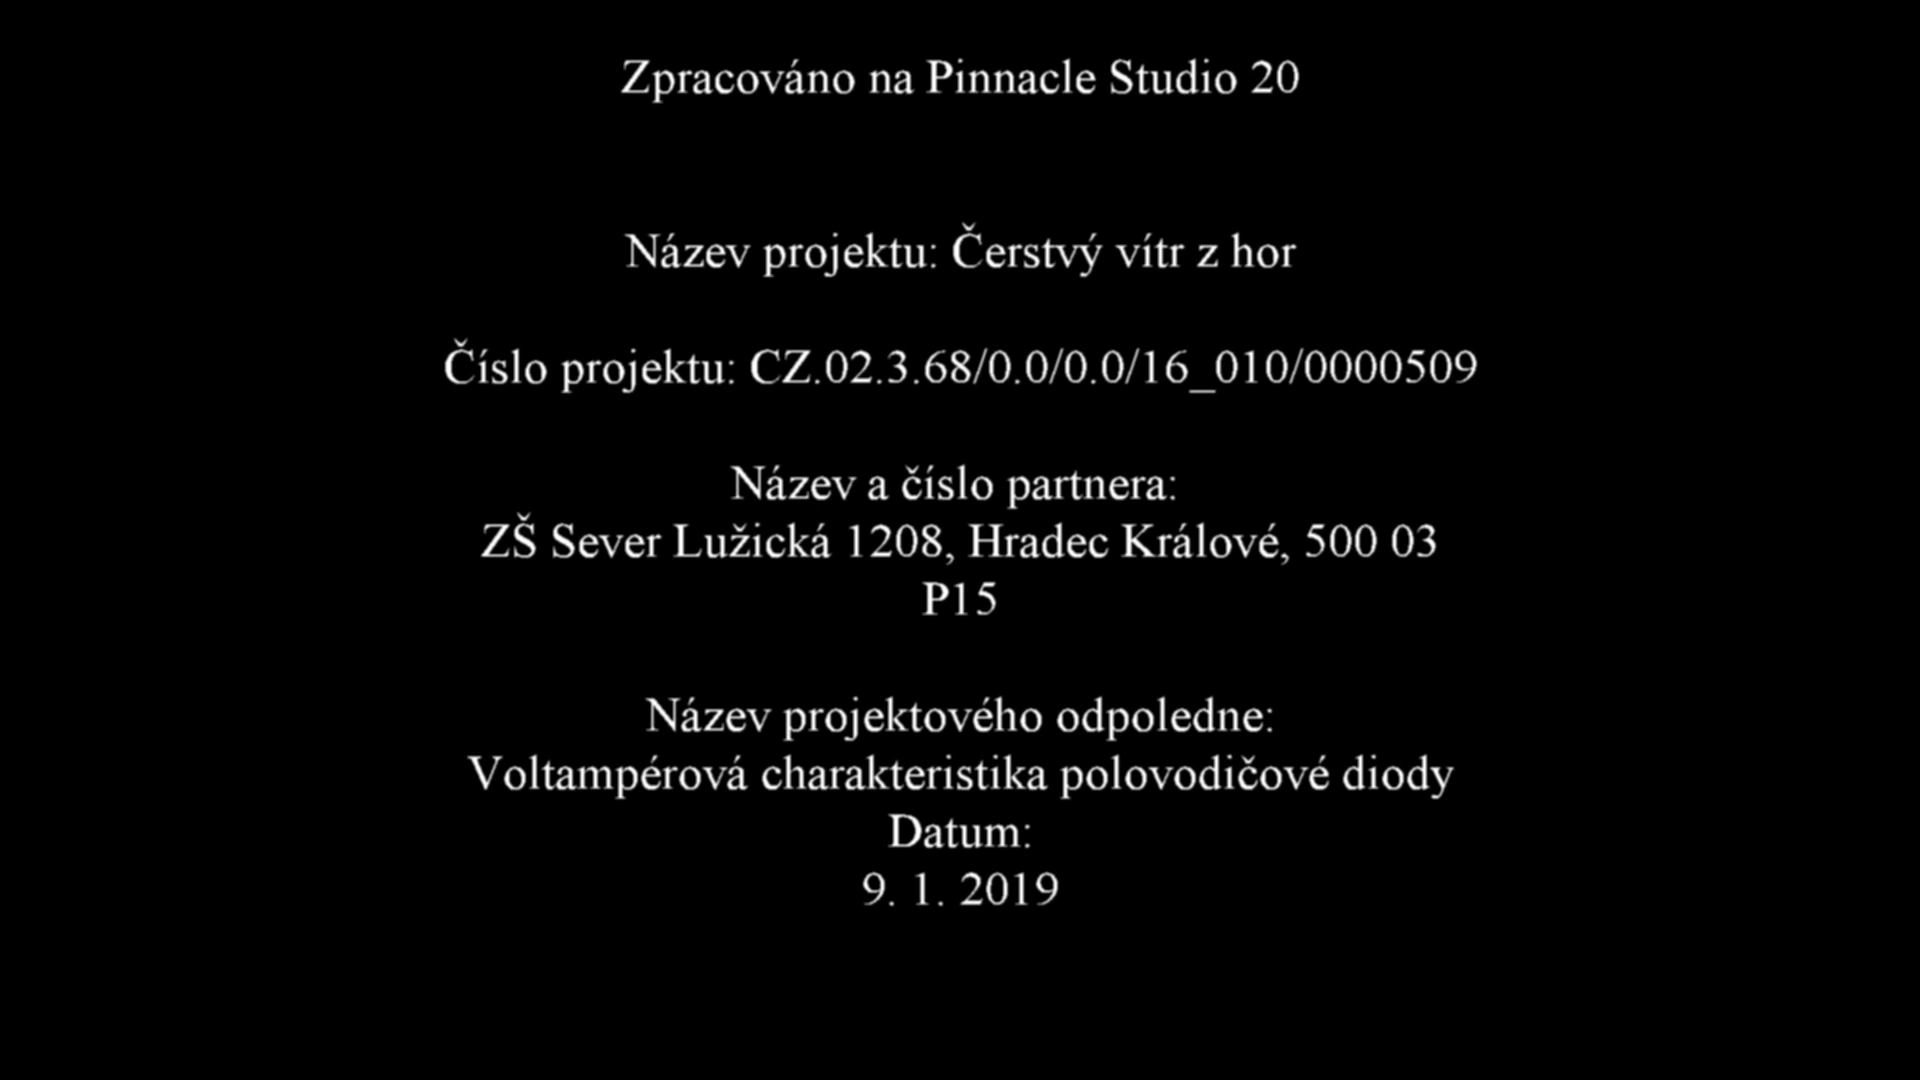 Zpracováno na Pinnacle Studio 20
Název projektu: Čerstvý vítr z hor
Číslo projektu: CZ.02.3.68/0.0/0.0/16_010/0000509
Název a číslo partnera:
ZŠ Sever Lužická 1208, Hradec Králové, 500 03
P15
Název projektového odpoledne:
Voltampérová charakteristika polovodičové diody
Datum:
9. 1. 2019